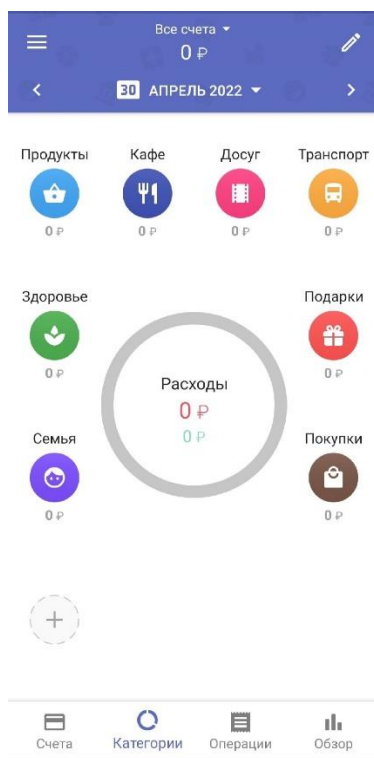 Все счета
0 ₽
30 АПРЕЛЬ 2022
Продукты Кафе Досуг Транспорт
0 ₽ 0 ₽ 0 ₽ 0 ₽
Здоровье Подарки
0 ₽ 0 ₽
Расходы
0 ₽
0 ₽
Семья Покупки
0 ₽ 0 ₽
Счета Категории Операции Обзор